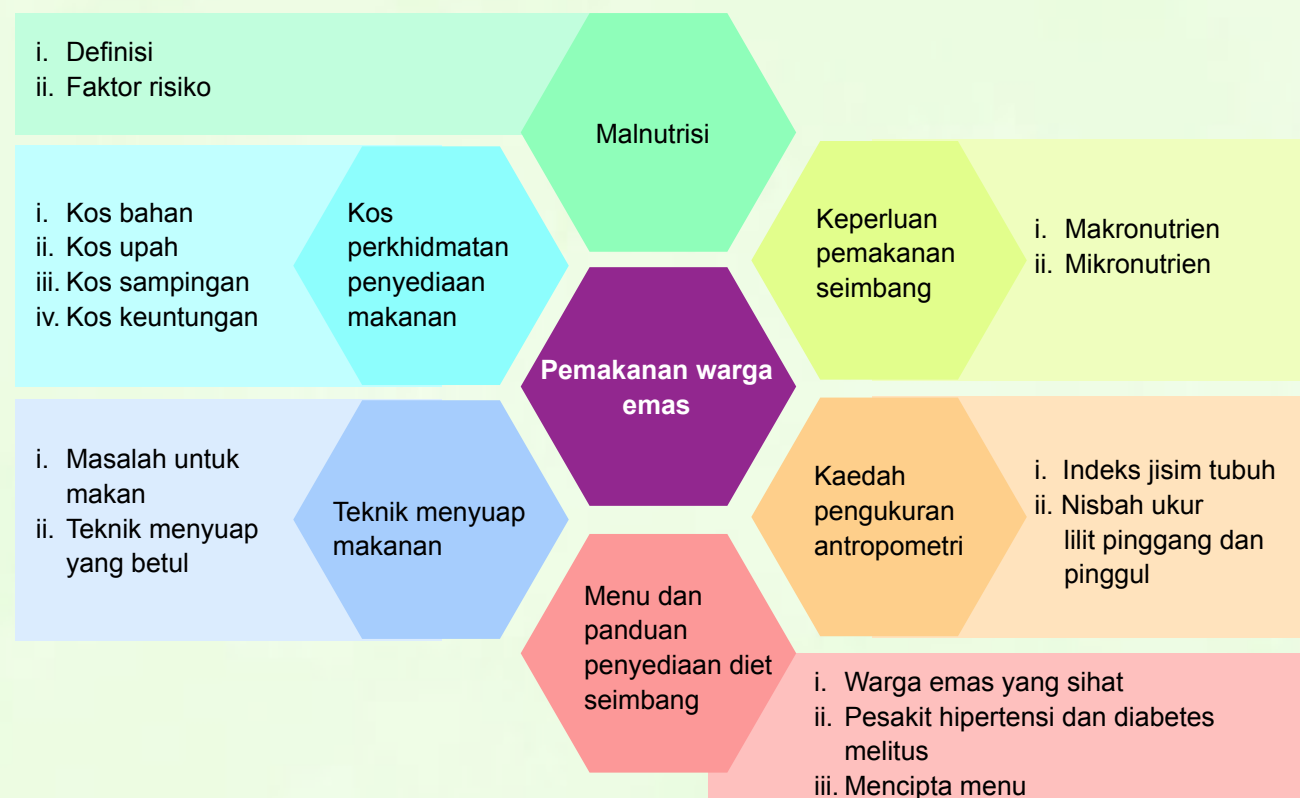 i. Definisi
ii. Faktor risiko
Malnutrisi
i. Kos bahan
ii. Kos upah
iii. Kos sampingan
iv. Kos keuntungan
Kos
perkhidmatan
penyediaan
makanan
Keperluan
pemakanan
seimbang
i. Makronutrien
ii. Mikronutrien
Pemakanan warga
emas
i. Masalah untuk
makan
ii. Teknik menyuap
yang betul
Teknik menyuap
makanan
Kaedah
pengukuran
antropometri
i. Indeks jisim tubuh
ii. Nisbah ukur
lilit pinggang dan
pinggul
Menu dan
panduan
penyediaan diet
seimbang
i. Warga emas yang sihat
ii. Pesakit hipertensi dan diabetes
melitus
iii. Mencipta menu